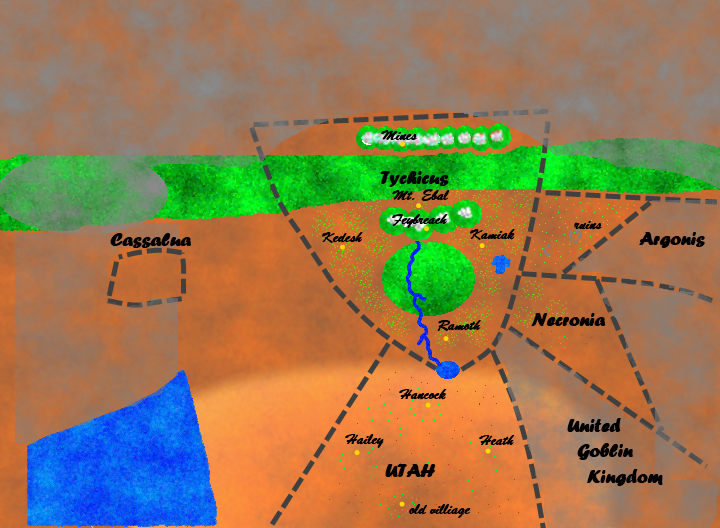 Mines
Tychicus
Mt. Ebal
Feybreach
ruins
Kedesh
Kamiak
Cassalua
Argonis
Necronia
Ramoth
Hancock
United
Goblin
Kingdom
Hailey
Heath
UTAH
old villiage